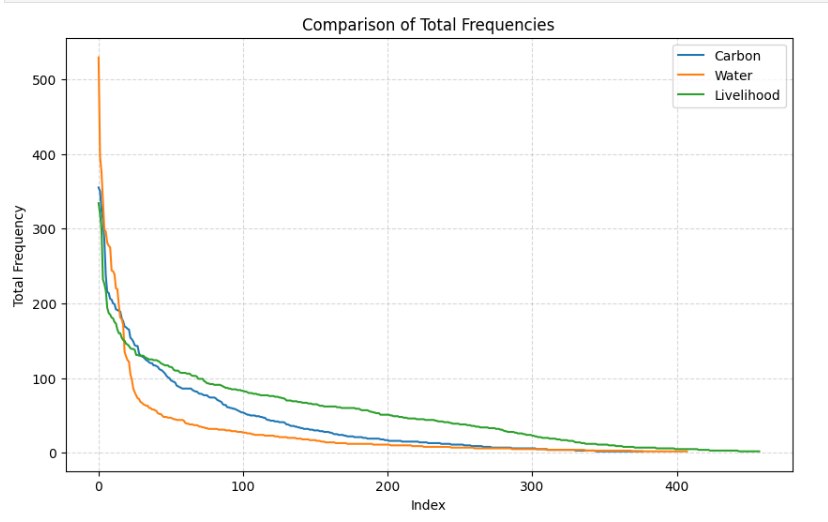 Comparison of Total Frequencies
Carbon
Water
Livelihood
500
400
300
200
100
0
Total Frequency
0 100 200 300 400
Index